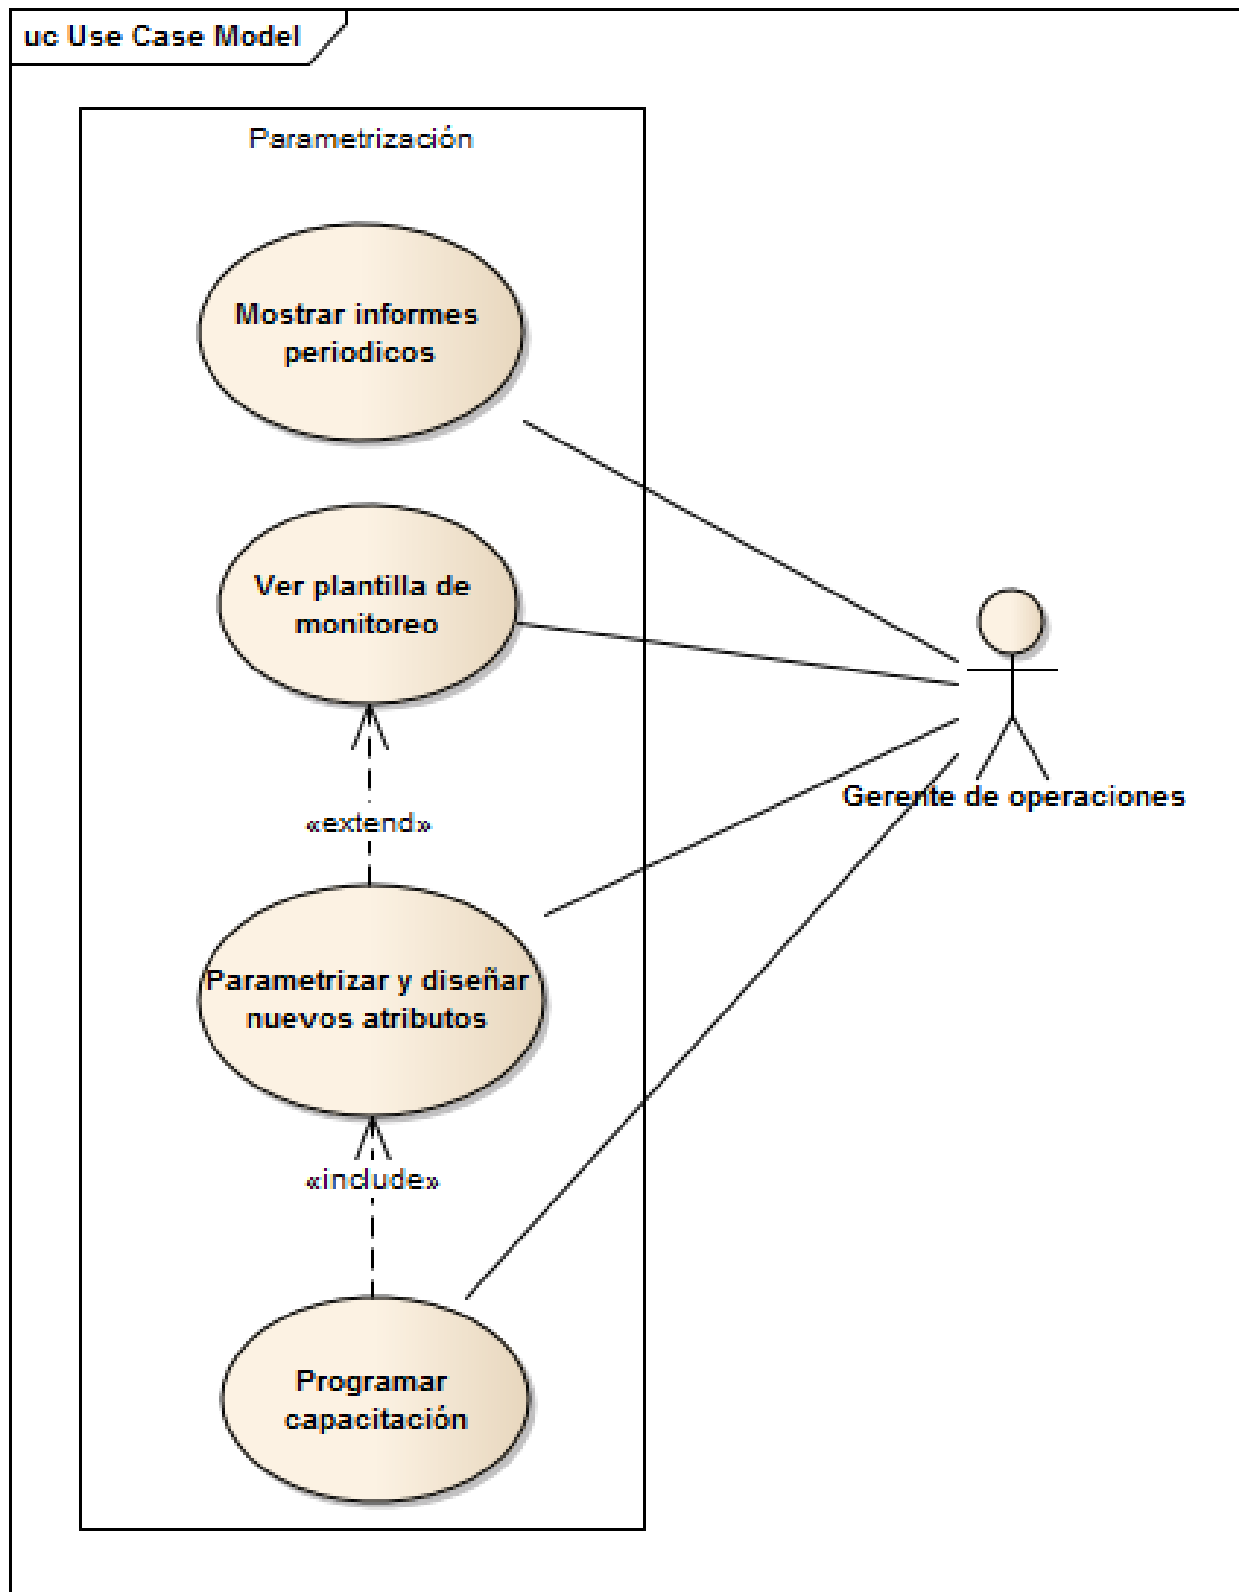 uc Use Case Model
Parametrización
Mostrar informes
periodicos
Ver plantilla de
monitoreo
Gerente de operaciones
«extend»
Parametrizar y diseñar
nuevos atributos
«include»
Programar
capacitación